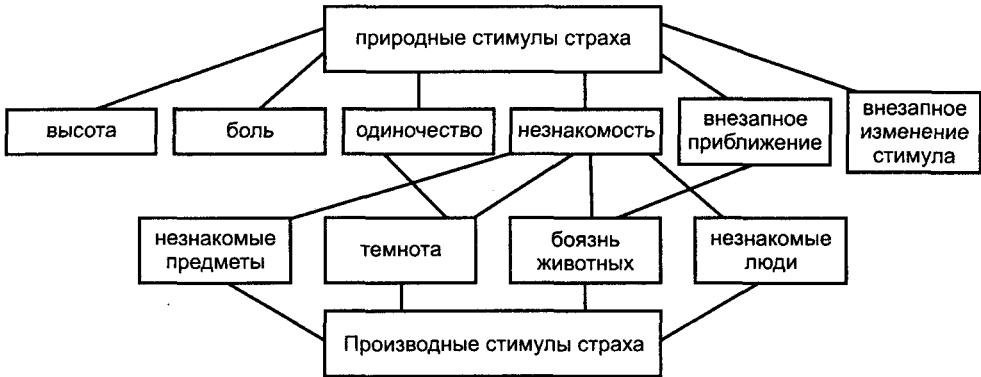 природные стимулы страха
высота
боль
одиночество
незнакомость
внезапное
приближение
внезапное
изменение
стимула
незнакомые
предметы
темнота
боязнь
животных
незнакомые
люди
Производные стимулы страха